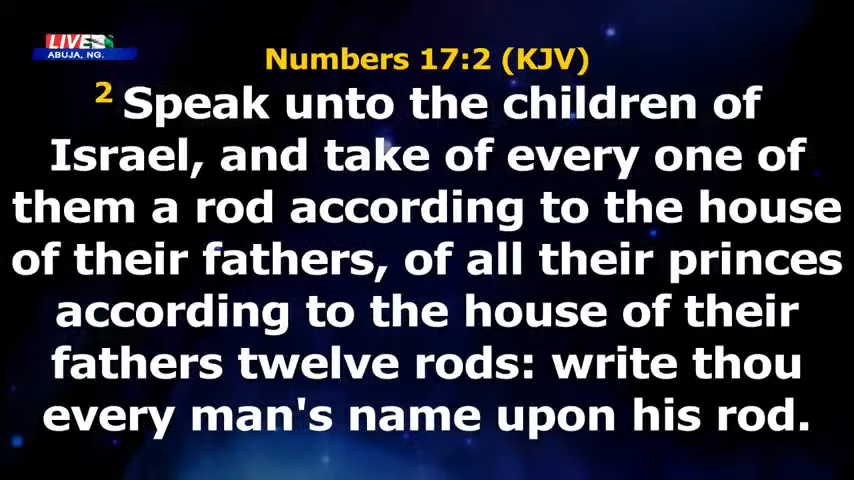 LIVE
ABUJA, NG.
Numbers 17:2 (KJV)
2 Speak unto the children of
Israel, and take of every one of
them a rod according to the house
of their fathers, of all their princes
according to the house of their
fathers twelve rods: write thou
every man's name upon his rod.